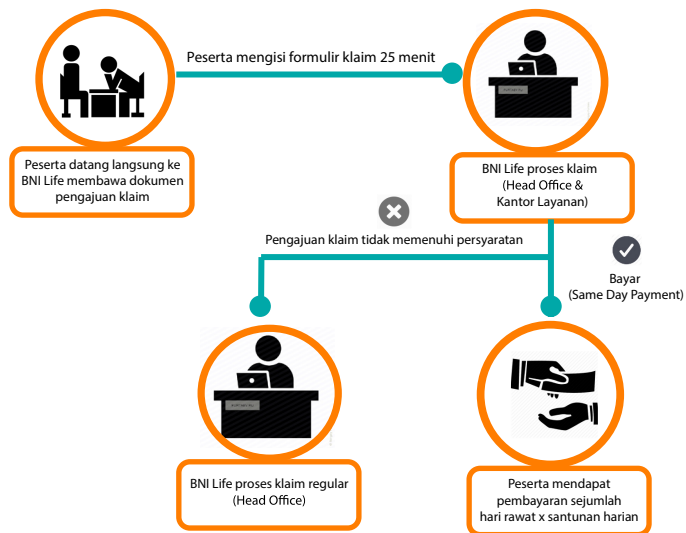 Peserta mengisi formulir klaim 25 menit
Peserta datang langsung ke
BNI Life membawa dokumen
pengajuan klaim
BNI Life proses klaim
(Head Office &
Kantor Layanan)
Pengajuan klaim tidak memenuhi persyaratan
Bayar
(Same Day Payment)
BNI Life proses klaim regular
(Head Office)
Peserta mendapat
pembayaran sejumlah
hari rawat x santunan harian